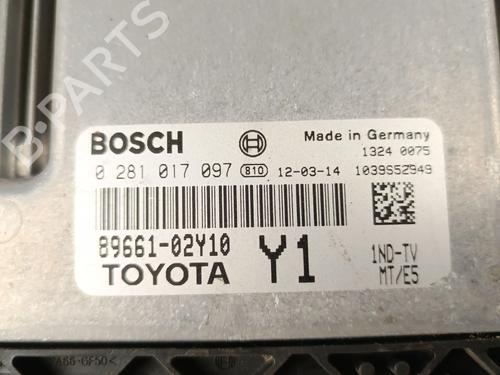 BOSCH
Made in Germany
1324 0075
0 281 017 097 810 12-03-14 1039S52949
89661-02Y10
Y1
1ND-TV
TOYOTA
MT/E5
B-PARTS